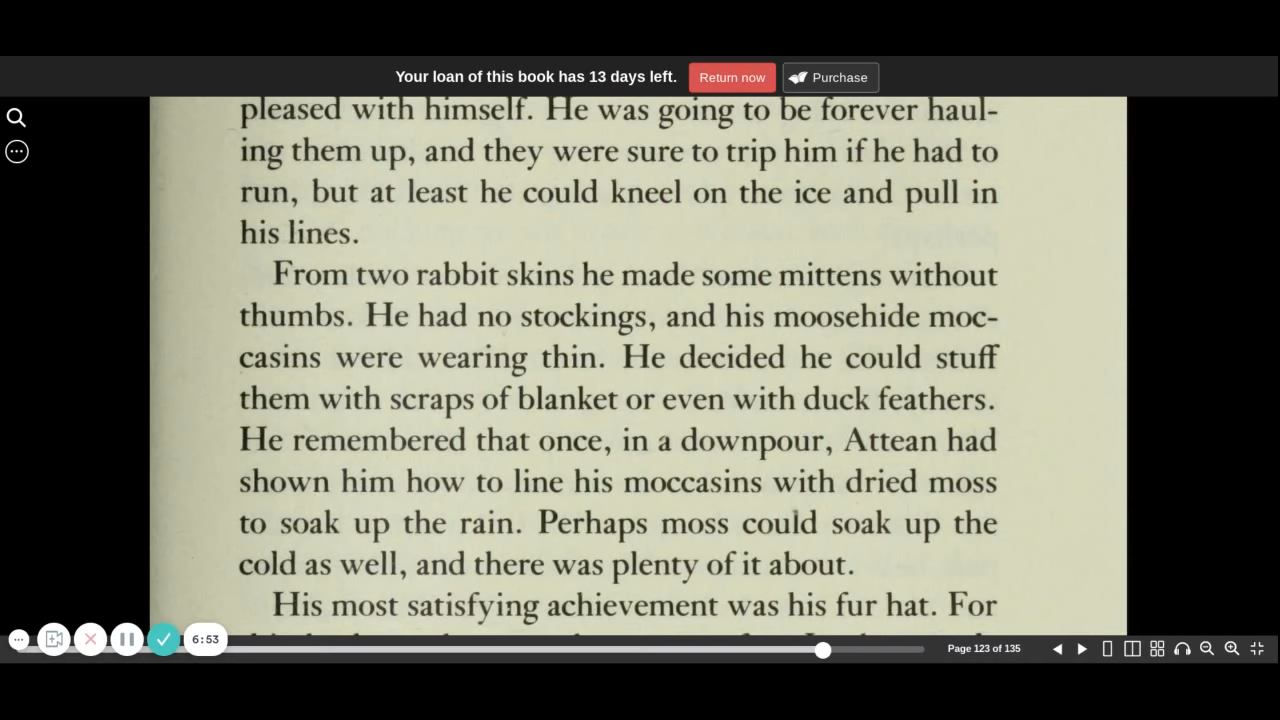 Your loan of this book has 13 days left. Return now Purchase
pleased with himself. He was going to be forever haul-
ing them up, and they were sure to trip him if he had to
run, but at least he could kneel on the ice and pull in
his lines.
From two rabbit skins he made some mittens without
thumbs. He had no stockings, and his moosehide moc-
casins were wearing thin. He decided he could stuff
them with scraps of blanket or even with duck feathers.
He remembered that once, in a downpour, Attean had
shown him how to line his moccasins with dried moss
to soak up the rain. Perhaps moss could soak up the
cold as well, and there was plenty of it about.
His most satisfying achievement was his fur hat. For
6:53
Page 123 of 135